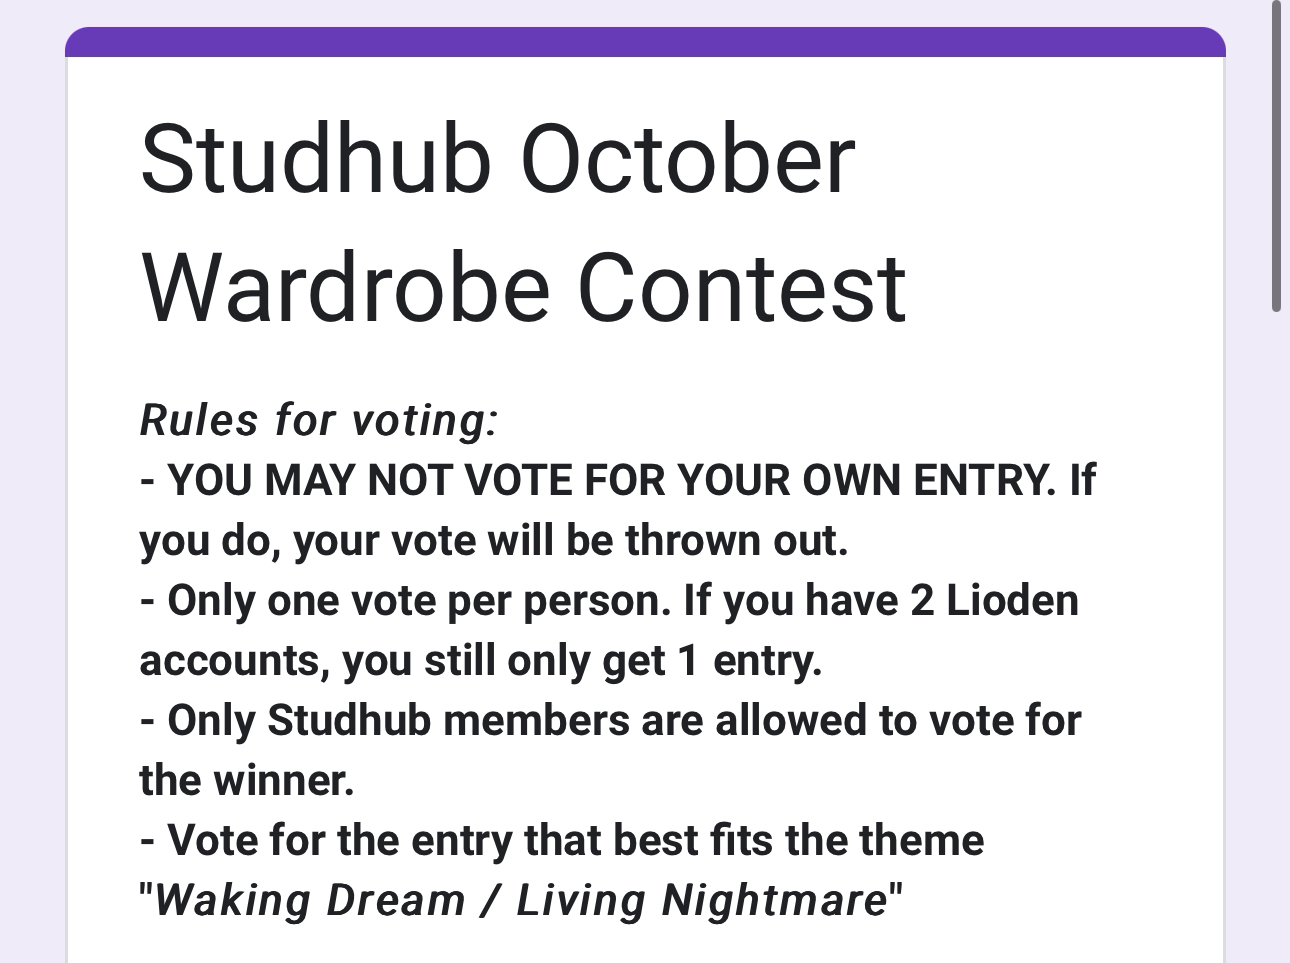 Studhub October
Wardrobe Contest
Rules for voting:
- YOU MAY NOT VOTE FOR YOUR OWN ENTRY. If
you do, your vote will be thrown out.
- Only one vote per person. If you have 2 Lioden
accounts, you still only get 1 entry.
- Only Studhub members are allowed to vote for
the winner.
- Vote for the entry that best fits the theme
"Waking Dream / Living Nightmare"